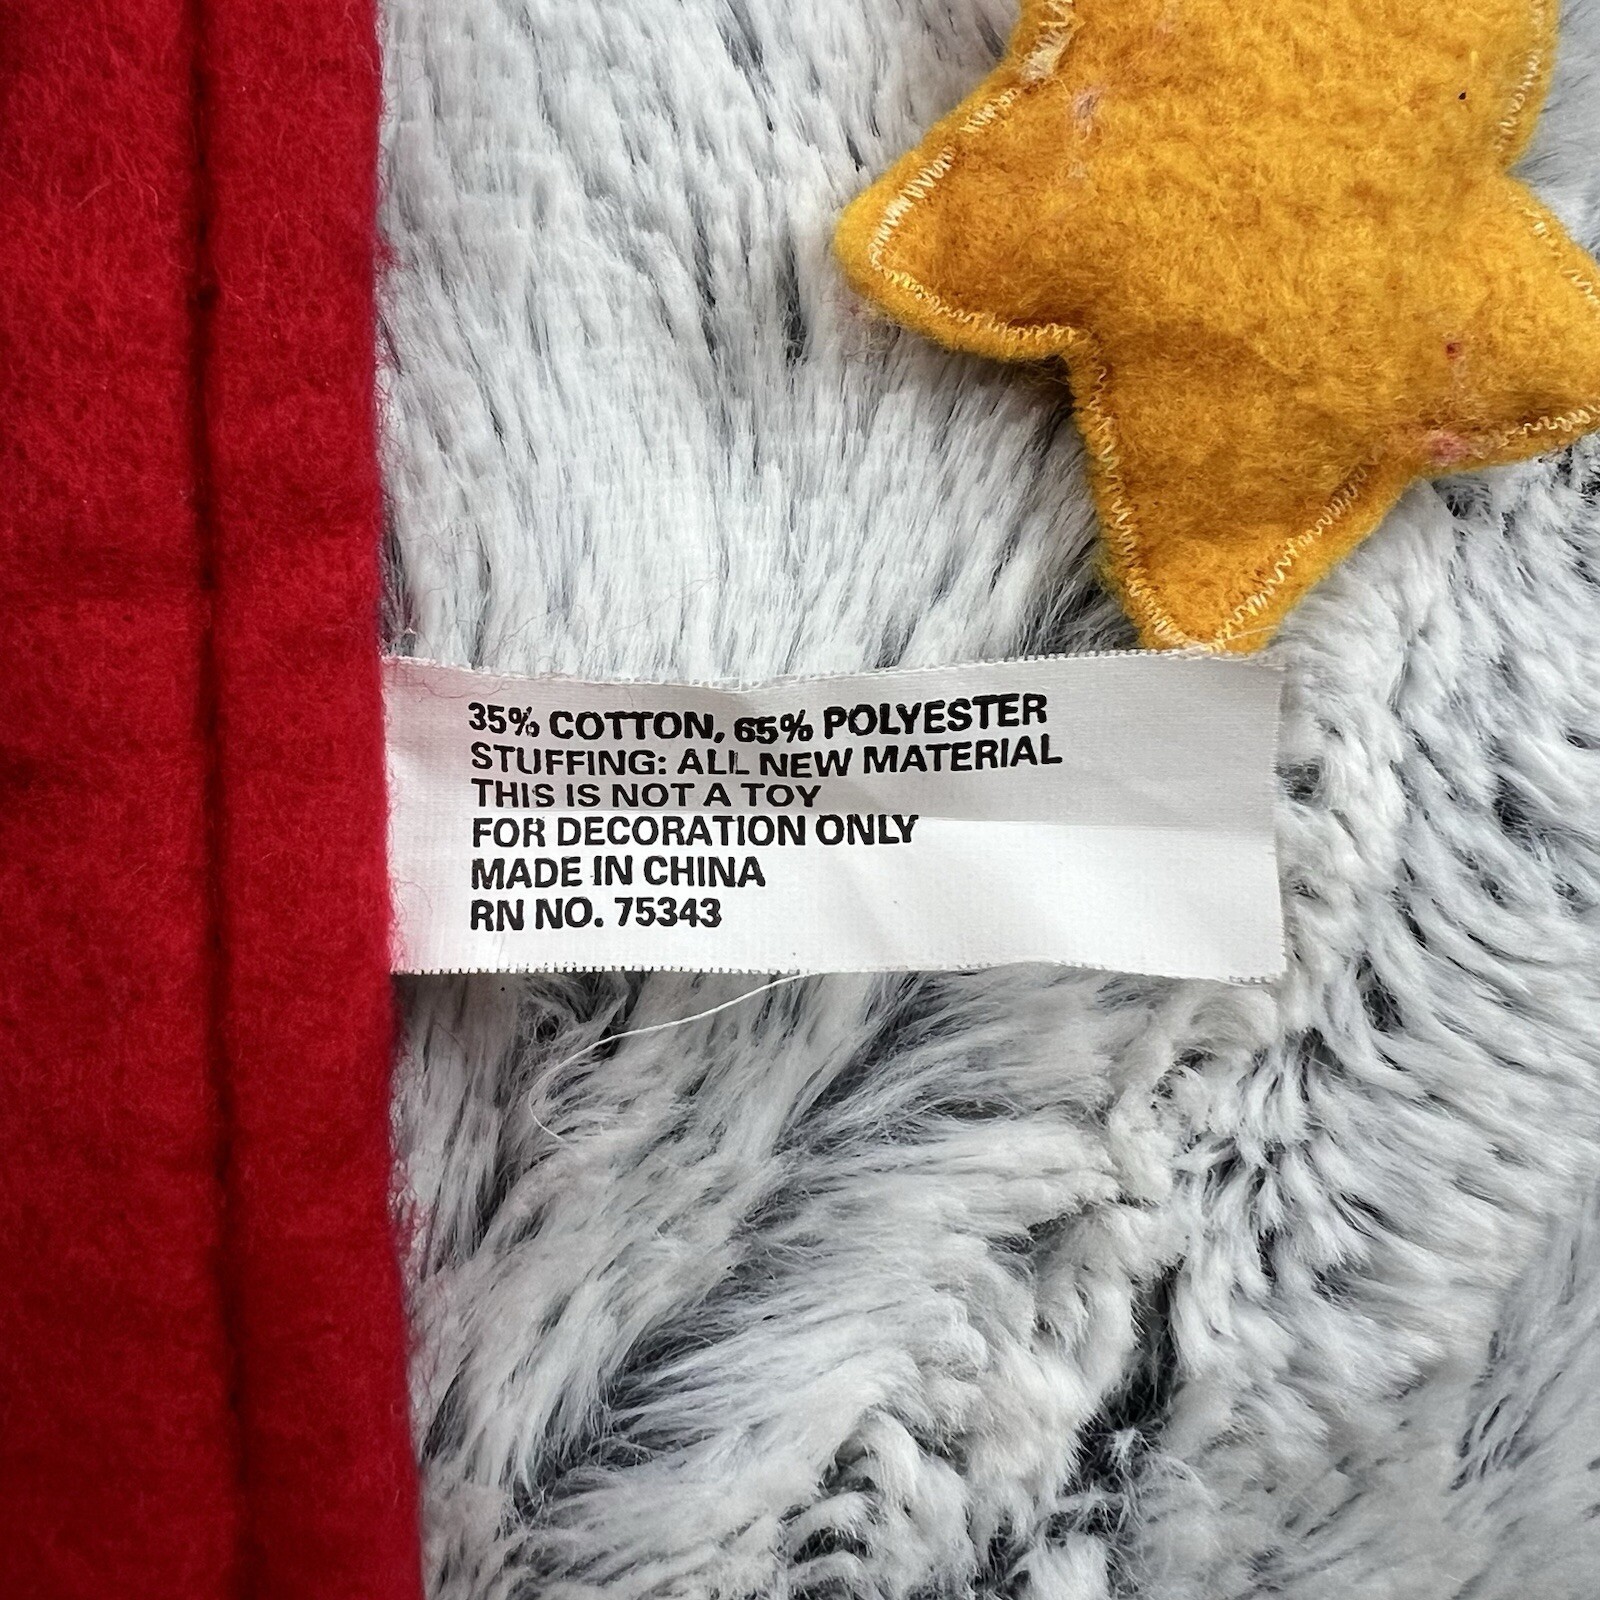 35% COTTON, 65% POLYESTER
STUFFING: ALL NEW MATERIAL
THIS IS NOT A TOY
FOR DECORATION ONLY
MADE IN CHINA
RN NO. 75343